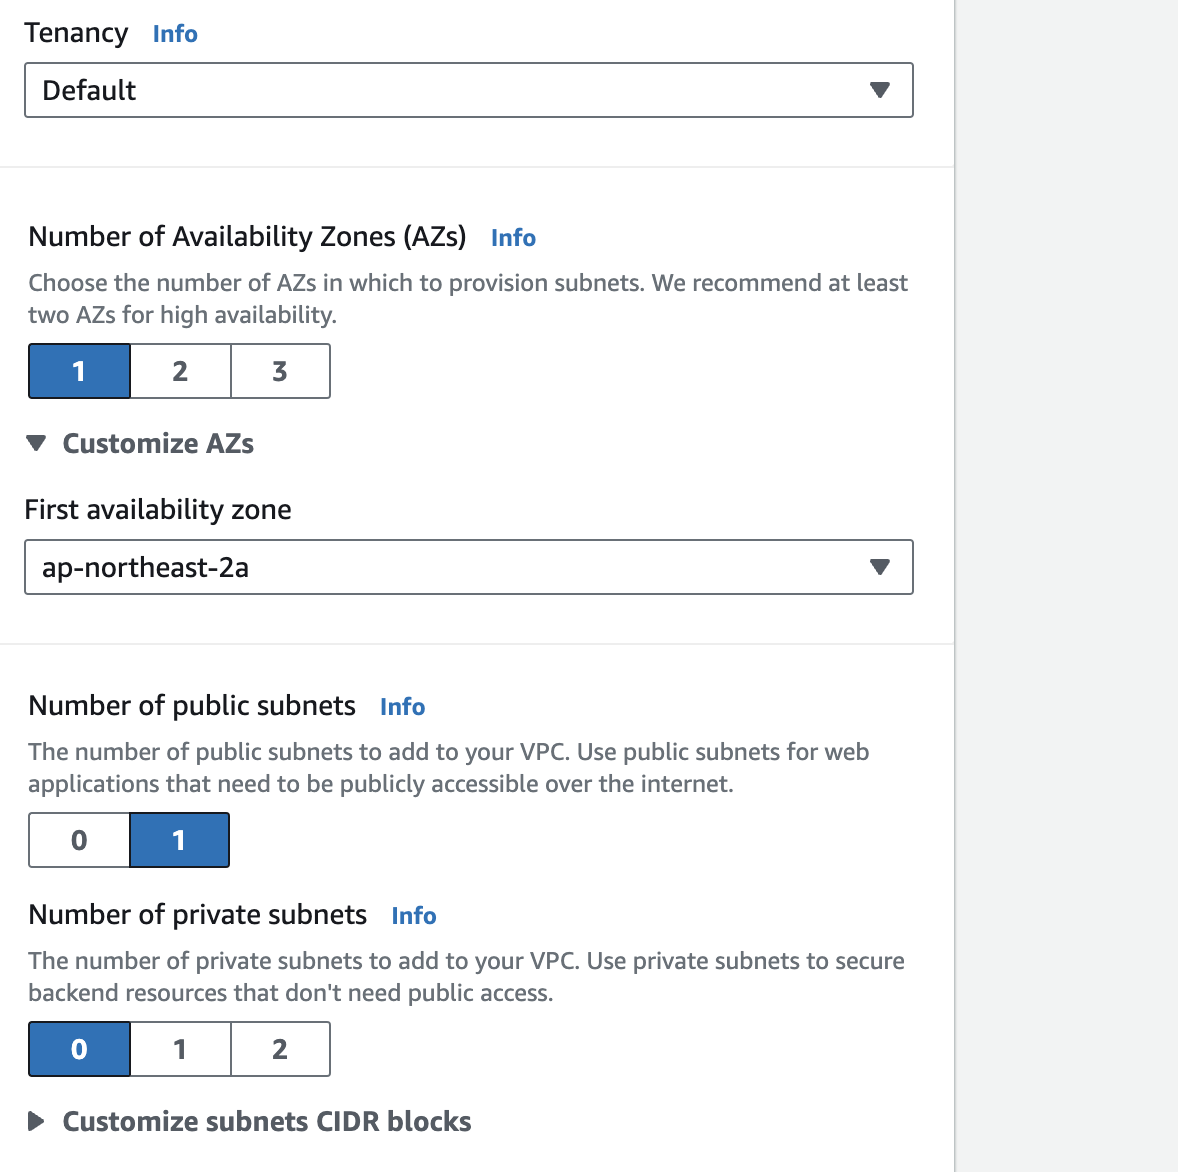 Tenancy Info
Default
Number of Availability Zones (AZs) Info
Choose the number of AZs in which to provision subnets. We recommend at least
two AZs for high availability.
1 2 3
Customize AZs
First availability zone
ap-northeast-2a
Number of public subnets Info
The number of public subnets to add to your VPC. Use public subnets for web
applications that need to be publicly accessible over the internet.
0 1
Number of private subnets Info
The number of private subnets to add to your VPC. Use private subnets to secure
backend resources that don't need public access.
0 1 2
Customize subnets CIDR blocks